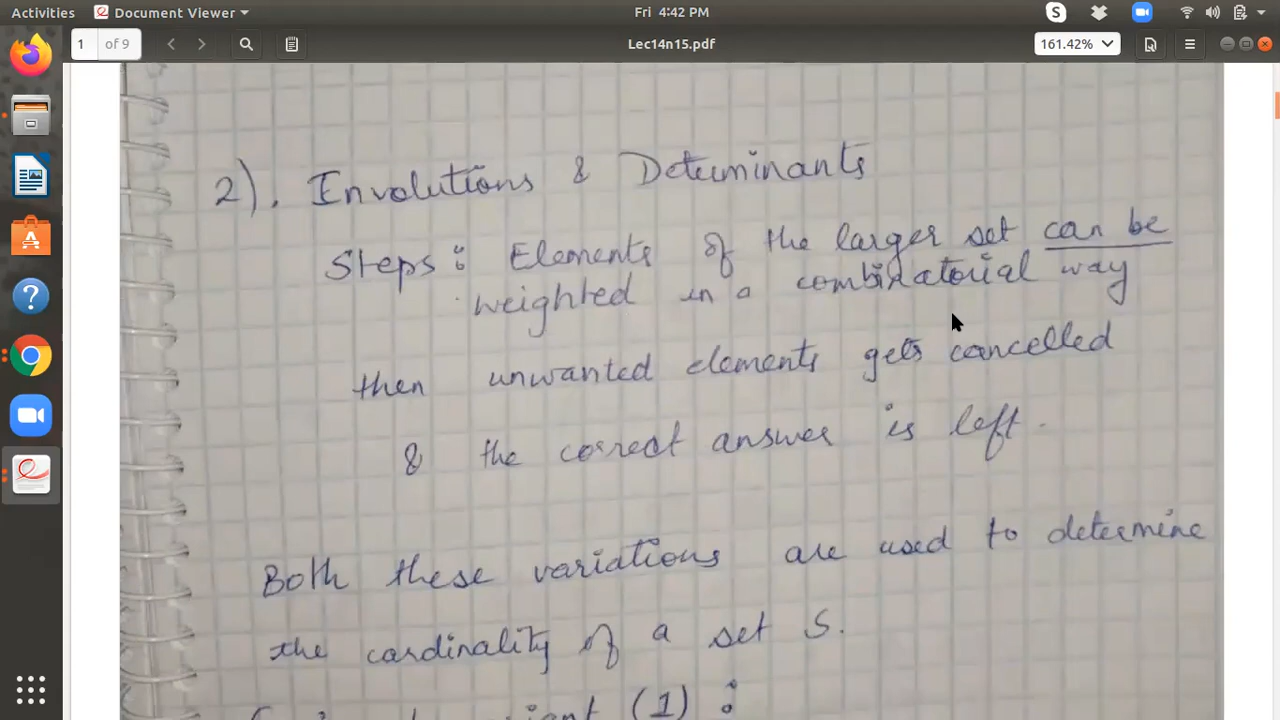 Activities Document Viewer Fri 4:42 PM
1 of 9 Lec14n15.pdf 161.42%
2). Involutions & Determinants
Steps: Elements of the larger set can be
weighted in a combinatorial way
then unwanted elements gets cancelled
& the correct answer is left.
Both these variations are used to determine
the cardinality of a set S.
(1) :